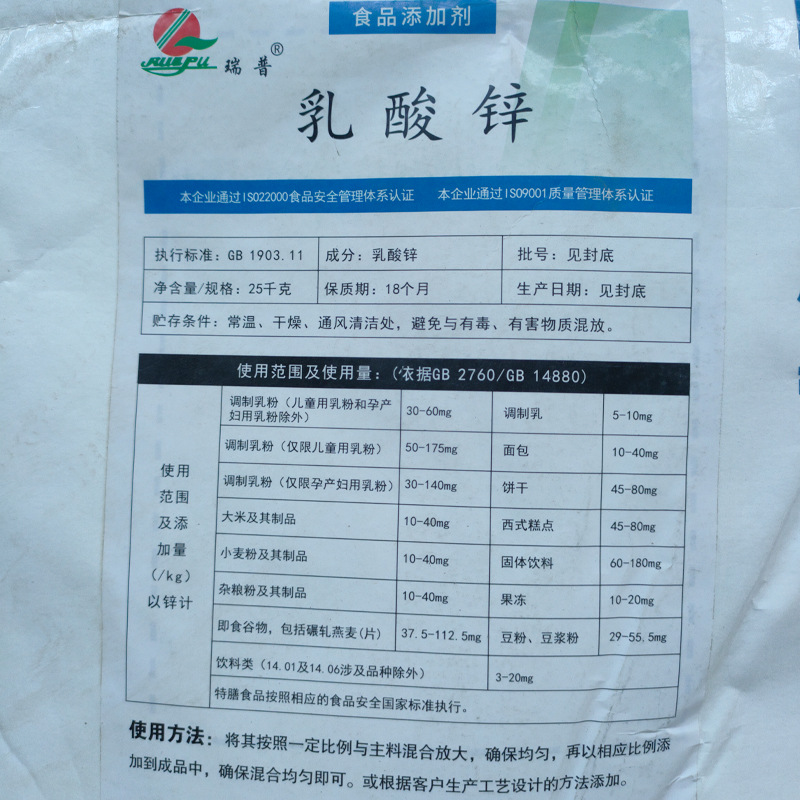 食品添加剂
RUEPU 瑞普®
乳酸锌
本企业通过ISO22000食品安全管理体系认证 本企业通过ISO9001质量管理体系认证
执行标准：GB 1903.11 成分：乳酸锌 批号：见封底
净含量/规格：25千克 保质期：18个月 生产日期：见封底
贮存条件：常温、干燥、通风清洁处，避免与有毒、有害物质混放。
使用范围及使用量：（依据GB 2760/GB 14880）
使用
范围
及添
加量
（/kg）
以锌计
调制乳粉（儿童用乳粉和孕产
妇用乳粉除外） 30-60mg 调制乳 5-10mg
调制乳粉（仅限儿童用乳粉） 50-175mg 面包 10-40mg
调制乳粉（仅限孕产妇用乳粉） 30-140mg 饼干 45-80mg
大米及其制品 10-40mg 西式糕点 45-80mg
小麦粉及其制品 10-40mg 固体饮料 60-180mg
杂粮粉及其制品 10-40mg 果冻 10-20mg
即食谷物，包括碾轧燕麦(片) 37.5-112.5mg 豆粉、豆浆粉 29-55.5mg
饮料类（14.01及14.06涉及品种除外） 3-20mg
特膳食品按照相应的食品安全国家标准执行。
使用方法：将其按照一定比例与主料混合放大，确保均匀，再以相应比例添
加到成品中，确保混合均匀即可。或根据客户生产工艺设计的方法添加。